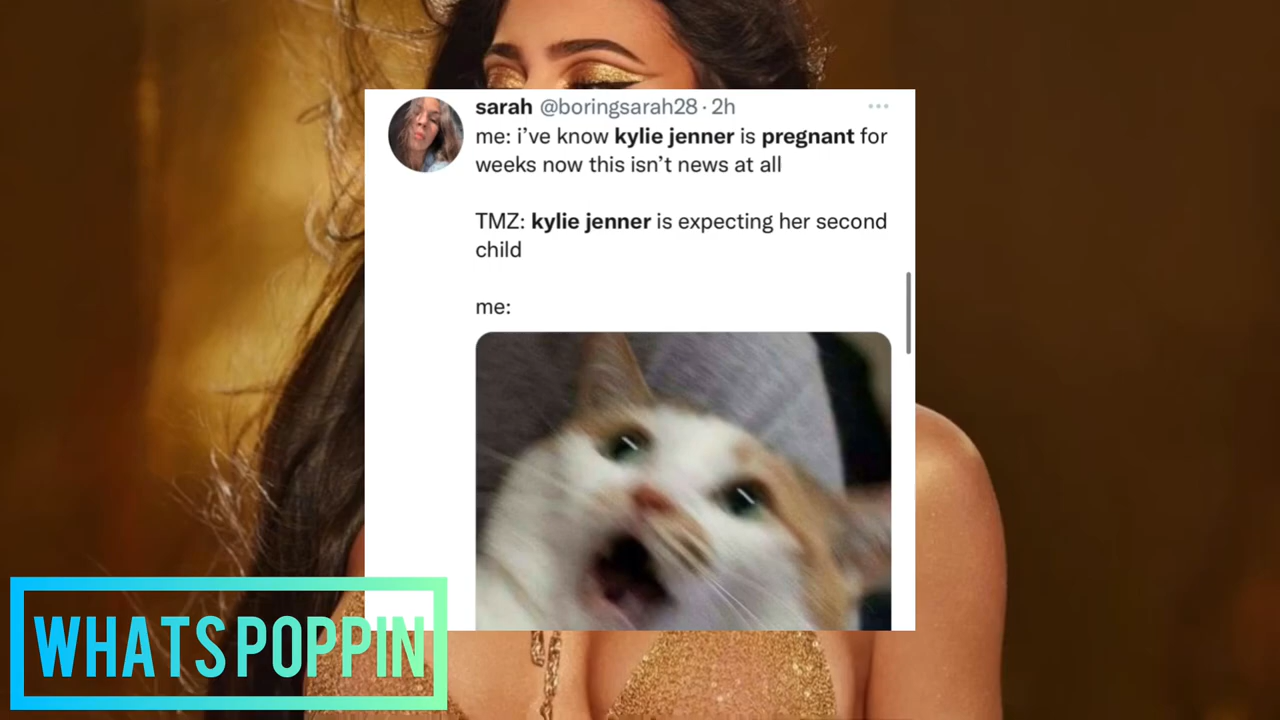 sarah @boringsarah28 · 2h
me: i’ve know kylie jenner is pregnant for
weeks now this isn’t news at all
TMZ: kylie jenner is expecting her second
child
me:
WHATS POPPIN